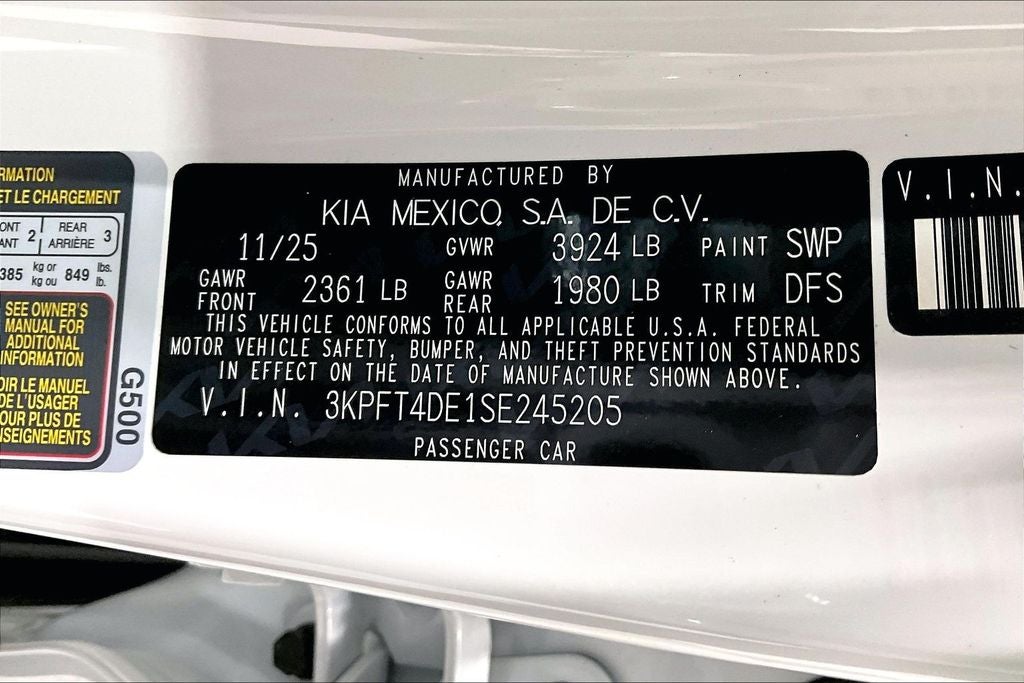 RMATION
ET LE CHARGEMENT
ONT 2 REAR 3
ANT ARRIÈRE
385 kg or 849 lbs.
kg ou lb.
SEE OWNER'S
MANUAL FOR
ADDITIONAL
INFORMATION
OIR LE MANUEL
DE L'USAGER
OUR PLUS DE
SEIGNEMENTS
G500
MANUFACTURED BY
KIA MEXICO, S.A. DE C.V.
11/25 GVWR 3924 LB PAINT SWP
GAWR FRONT 2361 LB GAWR REAR 1980 LB TRIM DFS
THIS VEHICLE CONFORMS TO ALL APPLICABLE U.S.A. FEDERAL
MOTOR VEHICLE SAFETY, BUMPER, AND THEFT PREVENTION STANDARDS
IN EFFECT ON THE DATE OF MANUFACTURE SHOWN ABOVE.
V.I.N. 3KPFT4DE1SE245205
PASSENGER CAR
V.I.N.